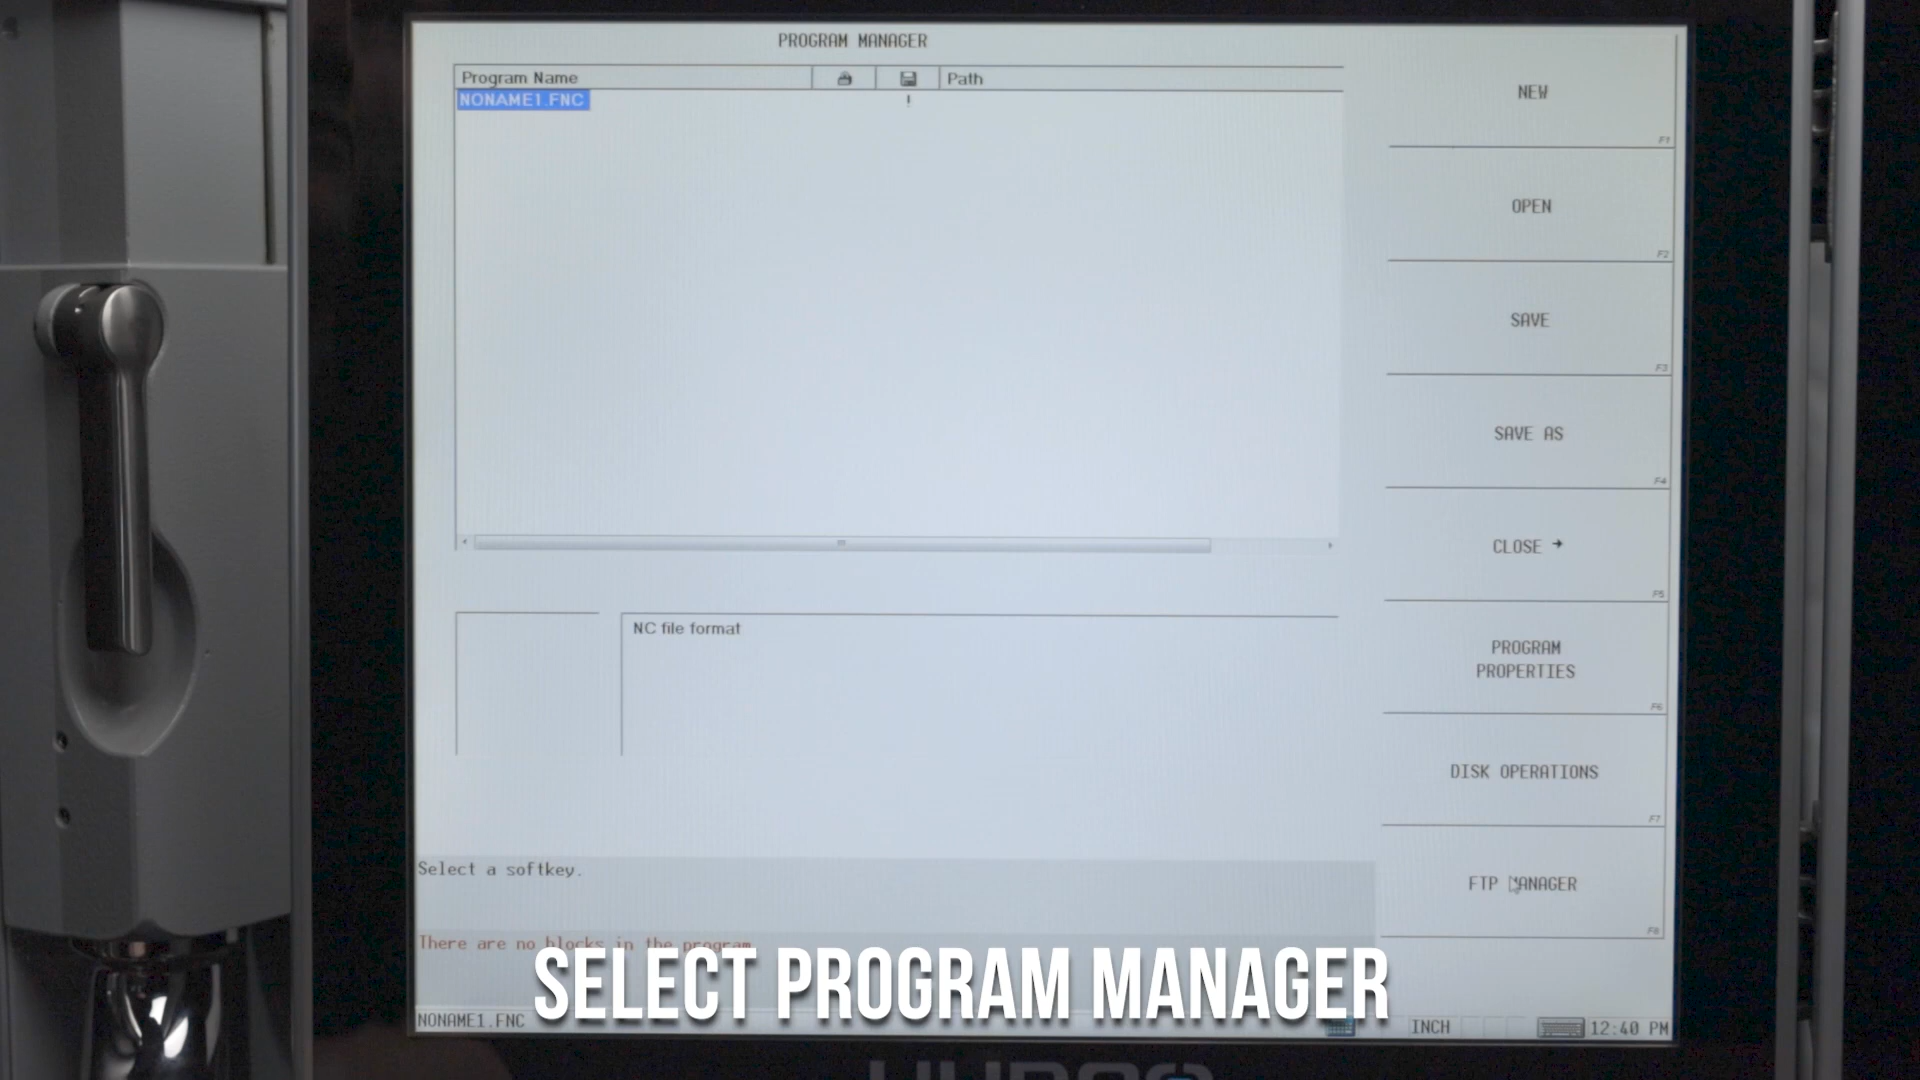 PROGRAM MANAGER
Program Name Path
NONAME1.FNC !
NEW
F1
OPEN
F2
SAVE
F3
SAVE AS
F4
CLOSE →
F5
NC file format
PROGRAM
PROPERTIES
F6
DISK OPERATIONS
F7
Select a softkey.
FTP MANAGER
F8
There are no blocks in the program
SELECT PROGRAM MANAGER
NONAME1.FNC INCH 12:40 PM